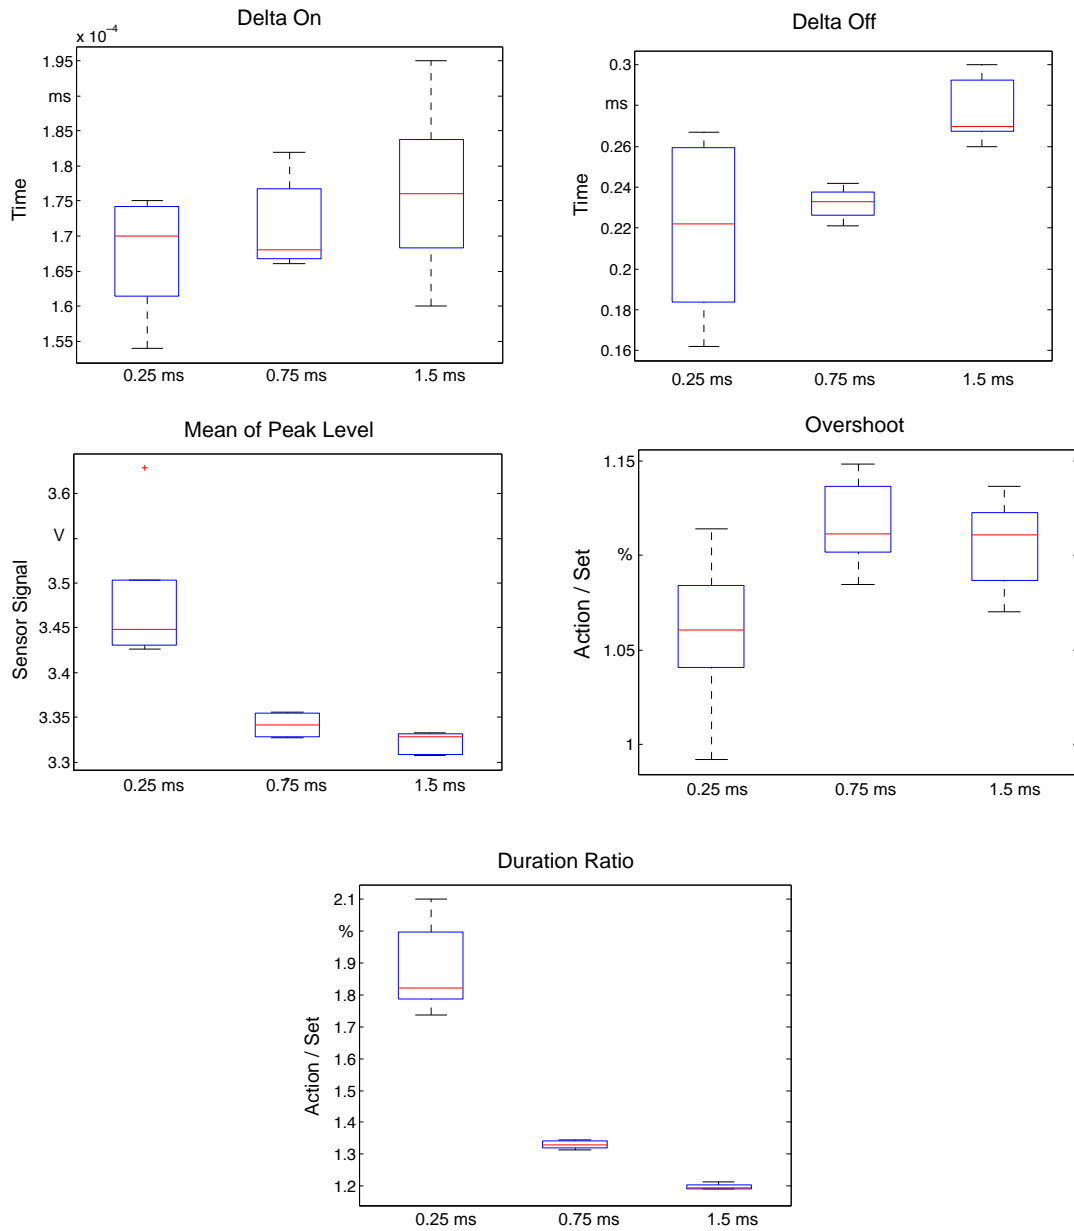 Delta On
x 10⁻⁴
1.95
ms
1.85
1.8
1.75
1.7
1.65
1.6
1.55
Time
0.25 ms 0.75 ms 1.5 ms
Delta Off
0.3
ms
0.26
0.24
0.22
0.2
0.18
0.16
Time
0.25 ms 0.75 ms 1.5 ms
Mean of Peak Level
3.6
V
3.5
3.45
3.4
3.35
3.3
Sensor Signal
0.25 ms 0.75 ms 1.5 ms
Overshoot
1.15
%
1.05
1
Action / Set
0.25 ms 0.75 ms 1.5 ms
Duration Ratio
2.1
%
1.9
1.8
1.7
1.6
1.5
1.4
1.3
1.2
Action / Set
0.25 ms 0.75 ms 1.5 ms